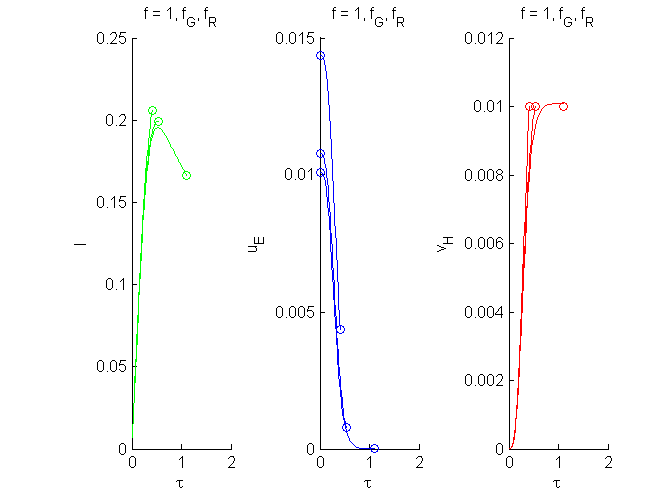 f = 1, f_G, f_R
0.25
0.2
0.15
0.1
0.05
0
0 1 2
τ
I
f = 1, f_G, f_R
0.015
0.01
0.005
0
0 1 2
τ
u_E
f = 1, f_G, f_R
0.012
0.01
0.008
0.006
0.004
0.002
0
0 1 2
τ
v_H